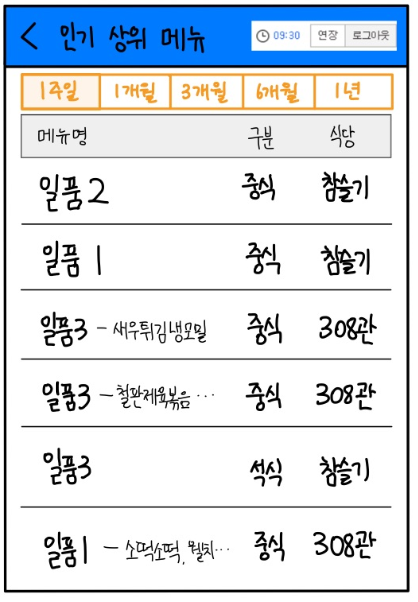 < 인기 상위 메뉴 09:30 연장 로그아웃
1주일 1개월 3개월 6개월 1년
메뉴명 구분 식당
일품2 중식 참슬기
일품1 중식 참슬기
일품3 - 새우튀김냉모밀 중식 308관
일품3 - 철판제육볶음... 중식 308관
일품3 석식 참슬기
일품1 - 소떡소떡, 멸치... 중식 308관